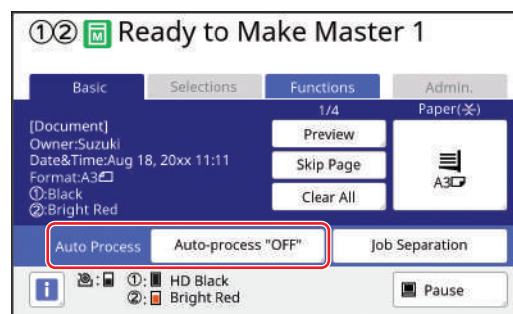 ①② M Ready to Make Master 1
Basic Selections Functions Admin.
1/4 Paper(
[Document]
Owner:Suzuki
Date&Time:Aug 18, 20xx 11:11
Format:A3
①:Black
②:Bright Red
Preview
Skip Page
Clear All
A3
Auto Process Auto-process "OFF" Job Separation
i ①: HD Black
②: Bright Red
Pause